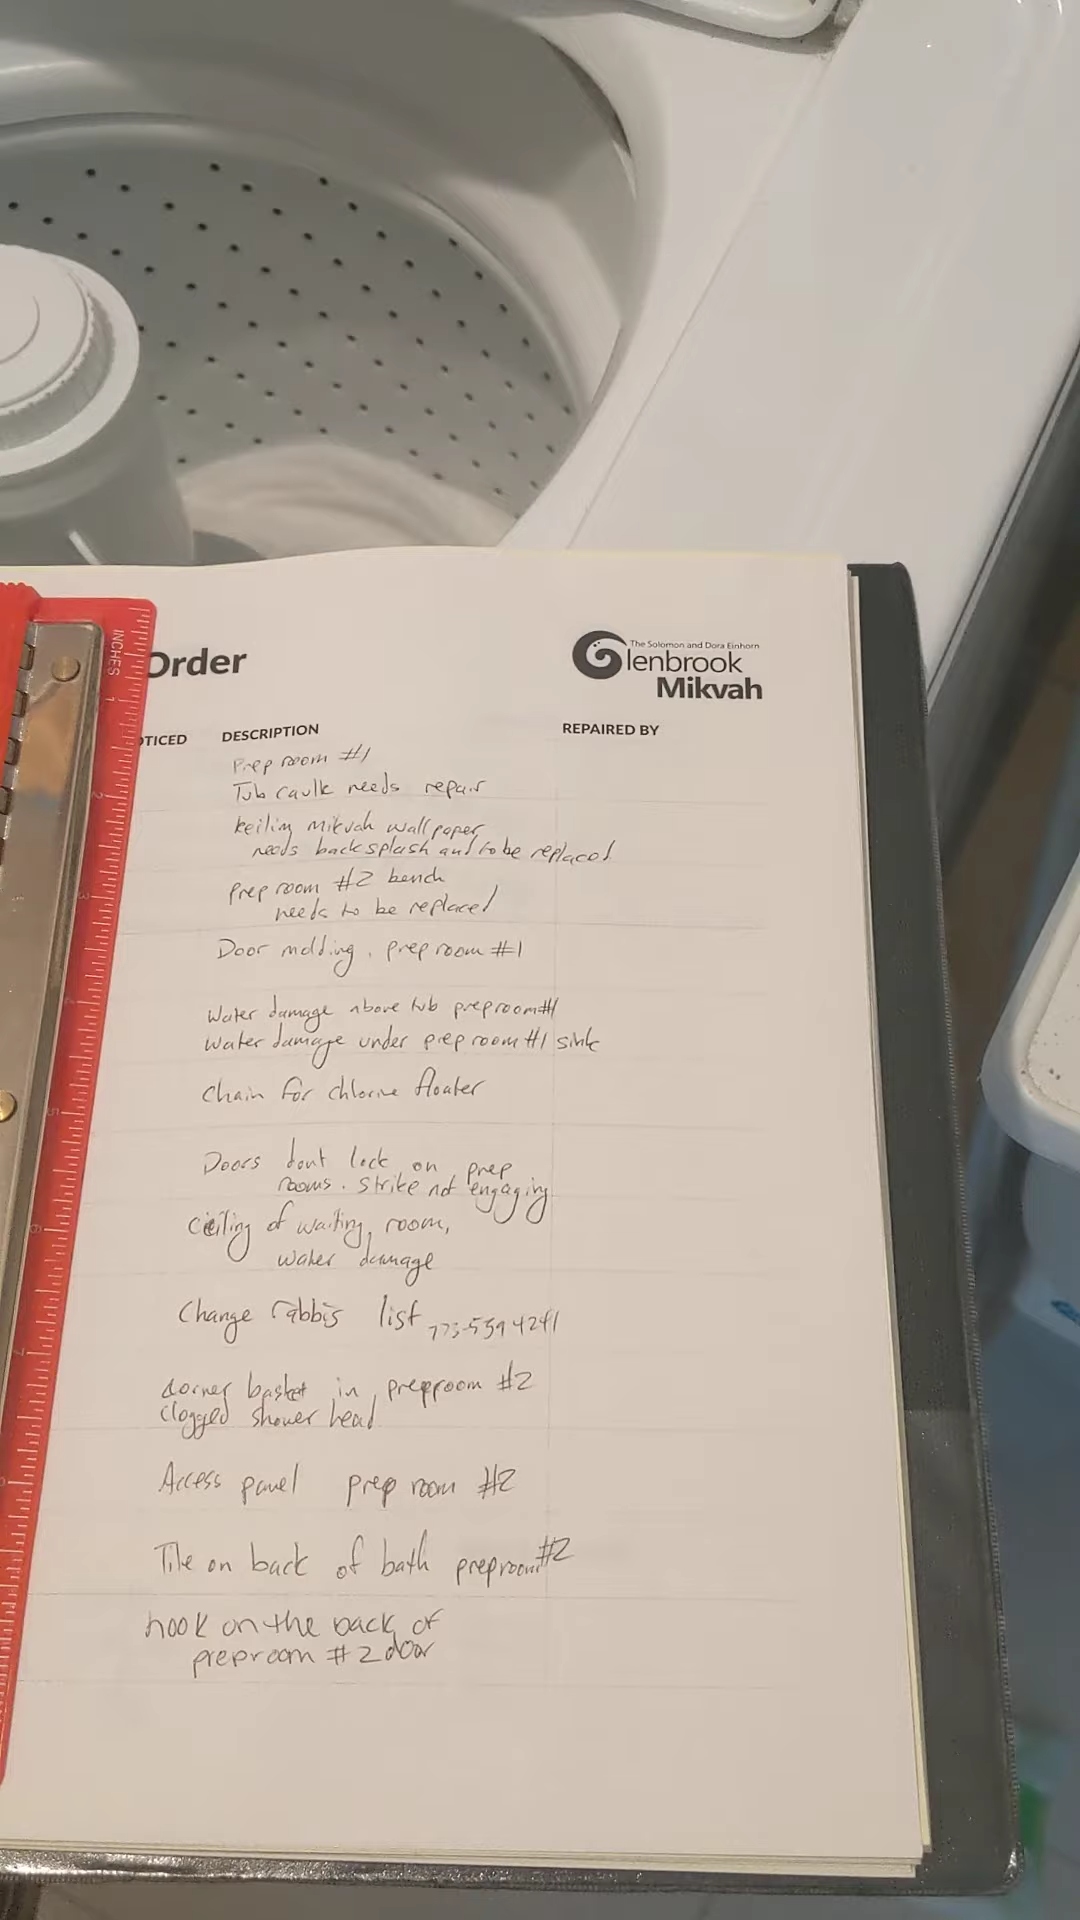 INCHES 1
Order
The Solomon and Dora Einhorn
Glenbrook
Mikvah
OTICED DESCRIPTION REPAIRED BY
Prep room #1
Tub caulk needs repair
keilim mikvah wall paper
needs backsplash and to be replaced
prep room #2 bench
needs to be replaced
Door molding, prep room #1
Water damage above tub prep room #1
Water damage under prep room #1 sink
Chain for chlorine floater
Doors dont lock on prep
rooms. strike not engaging
Ceiling of waiting room,
water damage
Change rabbis list 773-559 4241
corner basket in preproom #2
clogged shower head
Access panel prep room #2
Tile on back of bath preproom #2
hook on the back of
preproom #2 door